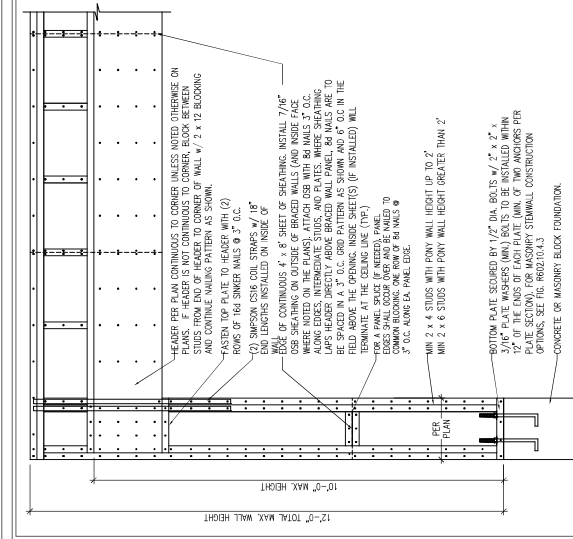 HEADER PER PLAN CONTINUOUS TO CORNER UNLESS NOTED OTHERWISE ON
PLANS. IF HEADER IS NOT CONTINUOUS TO CORNER, BLOCK BETWEEN
STUDS FROM END OF HEADER TO CORNER OF WALL w/ 2 x 12 BLOCKING
AND CONTINUE NAILING PATTERN AS SHOWN.
FASTEN TOP PLATE TO HEADER WITH (2)
ROWS OF 16d SINKER NAILS @ 3" O.C.
(2) SIMPSON CS16 COIL STRAPS w/ 18"
END LENGTHS INSTALLED ON INSIDE OF
WALL
EDGE OF CONTINUOUS 4' x 8' SHEET OF SHEATHING. INSTALL 7/16"
OSB SHEATHING ON OUTSIDE OF BRACED WALLS (AND INSIDE FACE
WHERE NOTED ON THE PLANS). ATTACH OSB WITH 8d NAILS 3" O.C.
ALONG EDGES, INTERMEDIATE STUDS, AND PLATES. WHERE SHEATHING
LAPS HEADER DIRECTLY ABOVE BRACED WALL PANEL, 8d NAILS ARE TO
BE SPACED IN A 3" O.C. GRID PATTERN AS SHOWN AND 6" O.C IN THE
FIELD ABOVE THE OPENING. INSIDE SHEET(S) (IF INSTALLED) WILL
TERMINATE AT THE CEILING LINE (TYP.)
FOR A PANEL SPLICE (IF NEEDED), PANEL
EDGES SHALL OCCUR OVER AND BE NAILED TO
COMMON BLOCKING. ONE ROW OF 8d NAILS @
3" O.C. ALONG EA. PANEL EDGE.
MIN 2 x 4 STUDS WITH PONY WALL HEIGHT UP TO 2'
MIN 2 x 6 STUDS WITH PONY WALL HEIGHT GREATER THAN 2'
PER
PLAN
BOTTOM PLATE SECURED BY 1/2" DIA. BOLTS w/ 2" x 2" x
3/16" PLATE WASHERS (MIN.) BOLTS TO BE INSTALLED WITHIN
12" OF THE ENDS OF EACH PLATE (MIN. OF TWO ANCHORS PER
PLATE SECTION). FOR MASONRY STEMWALL CONSTRUCTION
OPTIONS, SEE FIG. R602.10.4.3
CONCRETE OR MASONRY BLOCK FOUNDATION.
10'-0" MAX. HEIGHT
12'-0" TOTAL MAX. WALL HEIGHT